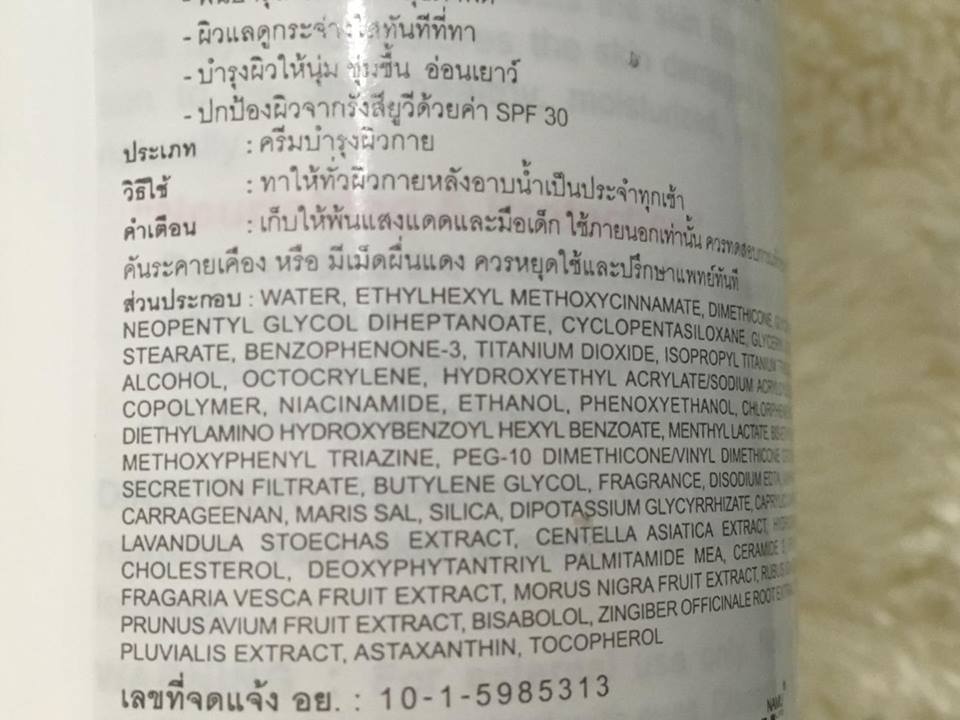 - ผิวแลดูกระจ่างใสทันทีที่ทา
- บำรุงผิวให้นุ่ม ชุ่มชื้น อ่อนเยาว์
- ปกป้องผิวจากรังสียูวีด้วยค่า SPF 30
ประเภท : ครีมบำรุงผิวกาย
วิธีใช้ : ทาให้ทั่วผิวกายหลังอาบน้ำเป็นประจำทุกเช้า
คำเตือน : เก็บให้พ้นแสงแดดและมือเด็ก ใช้ภายนอกเท่านั้น ควรทดสอบ
คันระคายเคือง หรือ มีเม็ดผื่นแดง ควรหยุดใช้และปรึกษาแพทย์ทันที
ส่วนประกอบ : WATER, ETHYLHEXYL METHOXYCINNAMATE, DIMETHICONE,
NEOPENTYL GLYCOL DIHEPTANOATE, CYCLOPENTASILOXANE, GLYCERYL
STEARATE, BENZOPHENONE-3, TITANIUM DIOXIDE, ISOPROPYL TITANIUM
ALCOHOL, OCTOCRYLENE, HYDROXYETHYL ACRYLATE/SODIUM
COPOLYMER, NIACINAMIDE, ETHANOL, PHENOXYETHANOL,
DIETHYLAMINO HYDROXYBENZOYL HEXYL BENZOATE, MENTHYL LACTATE,
METHOXYPHENYL TRIAZINE, PEG-10 DIMETHICONE/VINYL DIMETHICONE
SECRETION FILTRATE, BUTYLENE GLYCOL, FRAGRANCE, DISODIUM EDTA,
CARRAGEENAN, MARIS SAL, SILICA, DIPOTASSIUM GLYCYRRHIZATE,
LAVANDULA STOECHAS EXTRACT, CENTELLA ASIATICA EXTRACT,
CHOLESTEROL, DEOXYPHYTANTRIYL PALMITAMIDE MEA, CERAMIDE
FRAGARIA VESCA FRUIT EXTRACT, MORUS NIGRA FRUIT EXTRACT, RUBUS
PRUNUS AVIUM FRUIT EXTRACT, BISABOLOL, ZINGIBER OFFICINALE ROOT
PLUVIALIS EXTRACT, ASTAXANTHIN, TOCOPHEROL
เลขที่จดแจ้ง อย. : 10-1-5985313